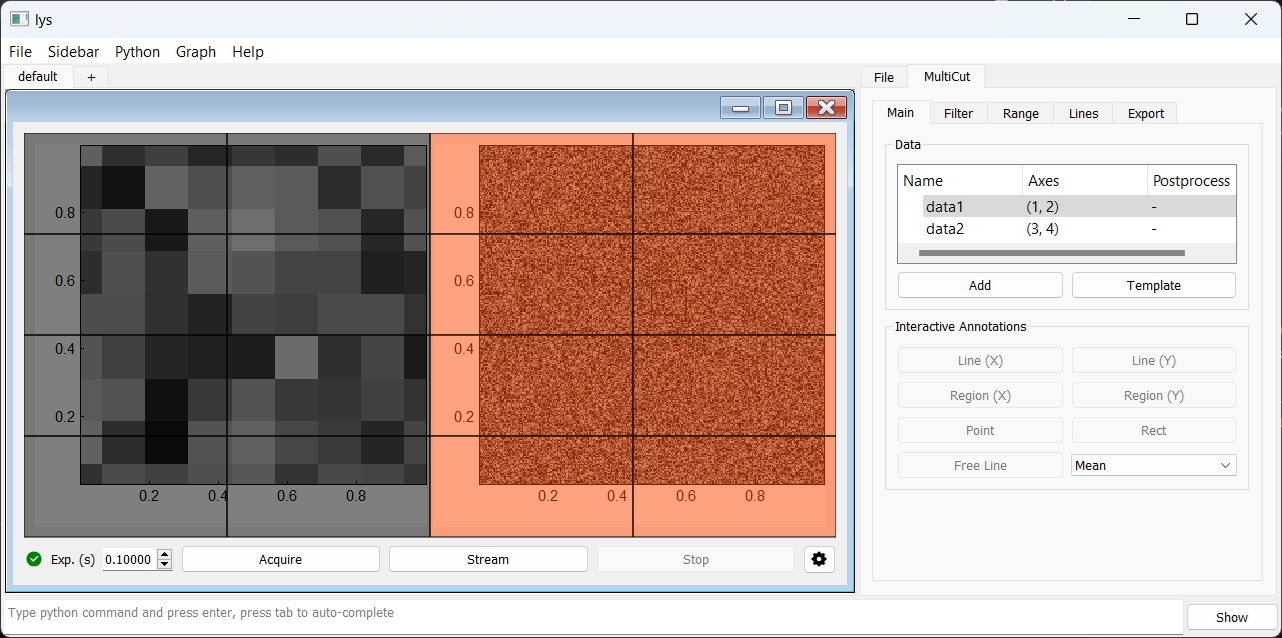 lys
File Sidebar Python Graph Help
default +
File MultiCut
Main Filter Range Lines Export
Data
Name Axes Postprocess
data1 (1, 2) -
data2 (3, 4) -
Add Template
Interactive Annotations
Line (X) Line (Y)
Region (X) Region (Y)
Point Rect
Free Line Mean
0.8
0.6
0.4
0.2
0.2 0.4 0.6 0.8
0.8
0.6
0.4
0.2
0.2 0.4 0.6 0.8
Exp. (s) 0.10000 Acquire Stream Stop
Type python command and press enter, press tab to auto-complete
Show